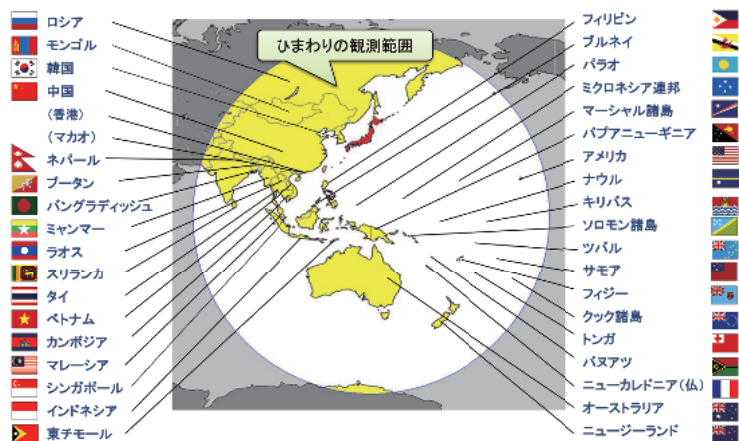 ひまわりの観測範囲
ロシア
モンゴル
韓国
中国
(香港)
(マカオ)
ネパール
ブータン
バングラディッシュ
ミャンマー
ラオス
スリランカ
タイ
ベトナム
カンボジア
マレーシア
シンガポール
インドネシア
東チモール
フィリピン
ブルネイ
パラオ
ミクロネシア連邦
マーシャル諸島
パプアニューギニア
アメリカ
ナウル
キリバス
ソロモン諸島
ツバル
サモア
フィジー
クック諸島
トンガ
バヌアツ
ニューカレドニア(仏)
オーストラリア
ニュージーランド